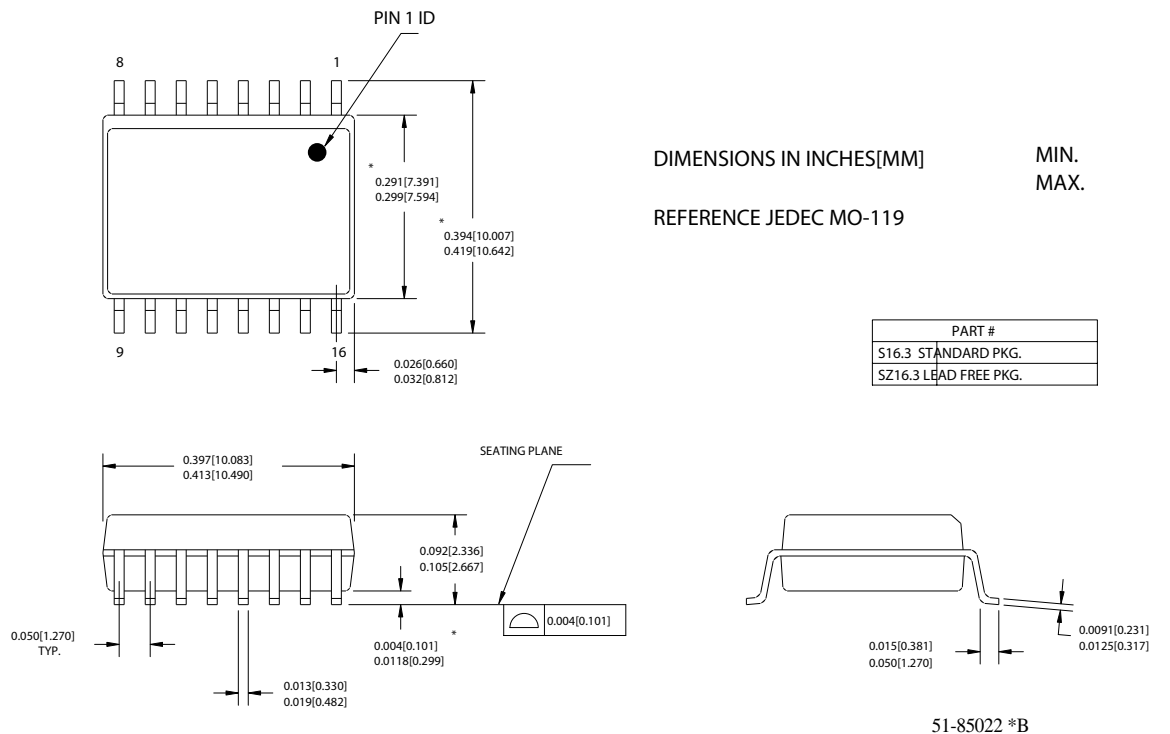 PIN 1 ID
8
1
*
0.291[7.391]
0.299[7.594]
*
0.394[10.007]
0.419[10.642]
DIMENSIONS IN INCHES[MM] MIN.
MAX.
REFERENCE JEDEC MO-119
PART #
S16.3 STANDARD PKG.
SZ16.3 LEAD FREE PKG.
9
16
0.026[0.660]
0.032[0.812]
SEATING PLANE
0.397[10.083]
0.413[10.490]
0.092[2.336]
0.105[2.667]
0.004[0.101]
0.050[1.270]
TYP.
*
0.004[0.101]
0.0118[0.299]
0.013[0.330]
0.019[0.482]
0.015[0.381]
0.050[1.270]
0.0091[0.231]
0.0125[0.317]
51-85022 *B